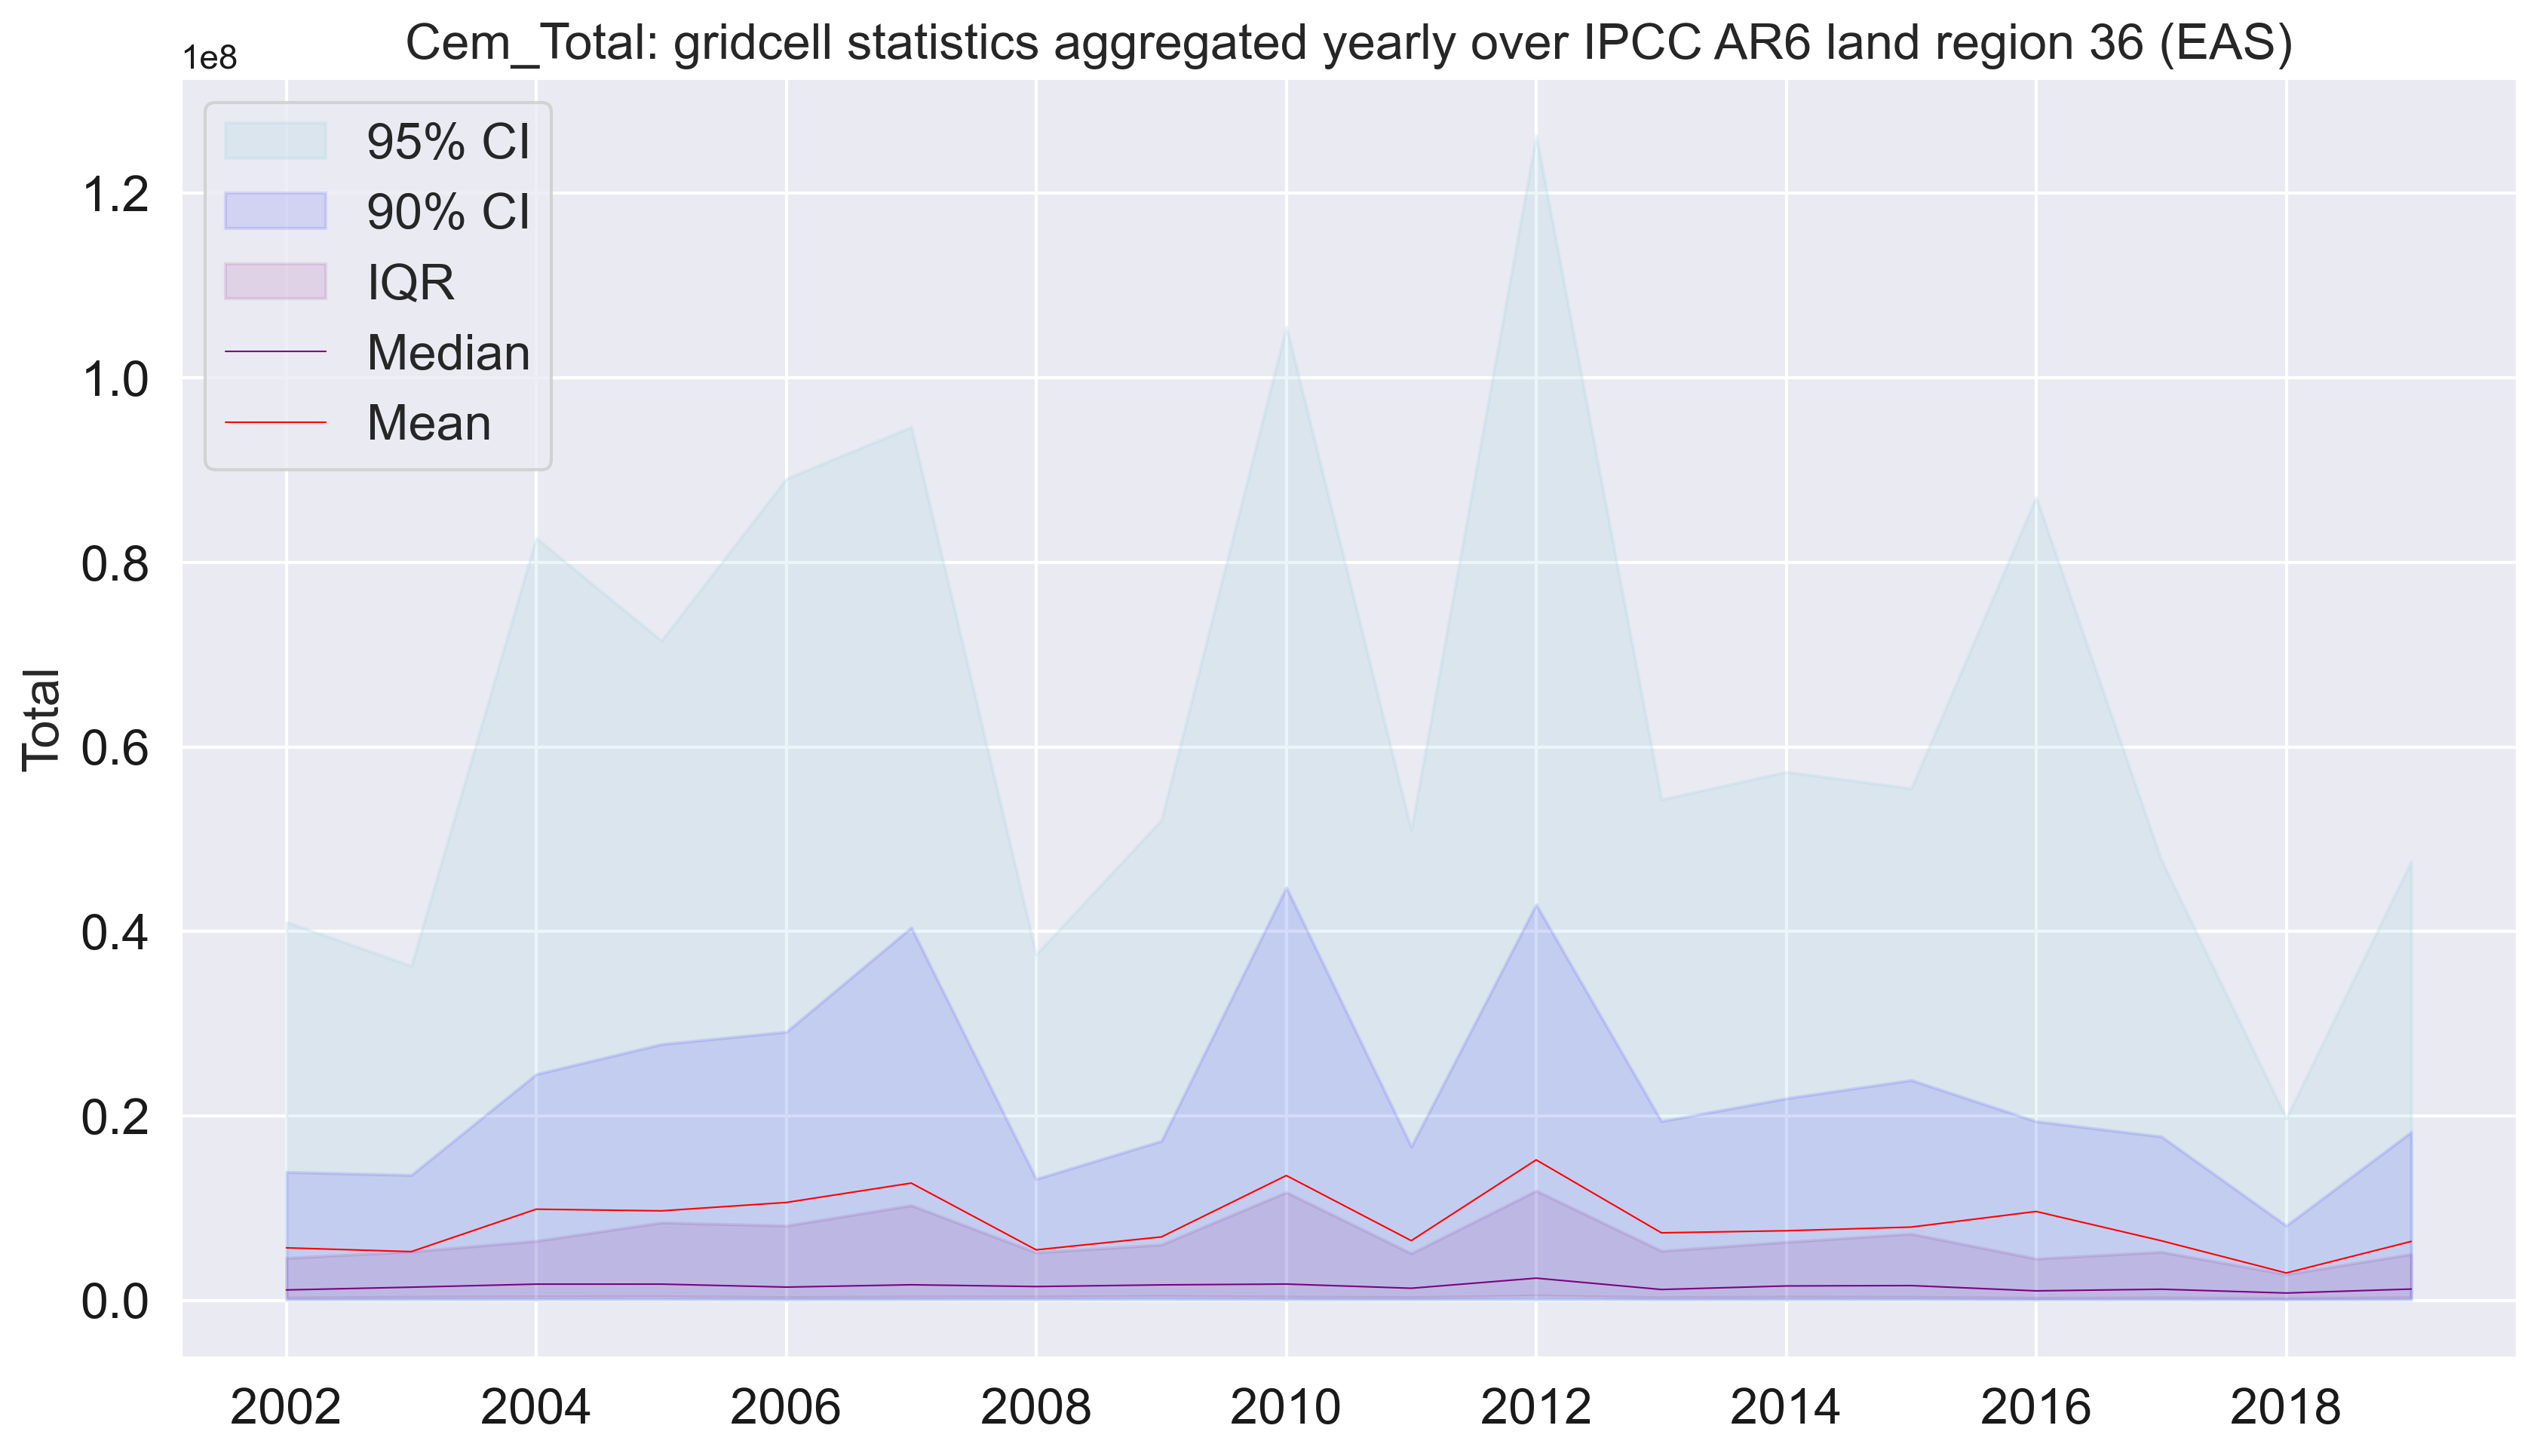 Cem_Total: gridcell statistics aggregated yearly over IPCC AR6 land region 36 (EAS)
1e8
95% CI
90% CI
IQR
Median
Mean
Total
1.2
1.0
0.8
0.6
0.4
0.2
0.0
2002 2004 2006 2008 2010 2012 2014 2016 2018